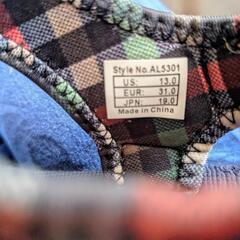 Style No.AL5301
US: 13.0
EUR: 31.0
JPN: 19.0
Made in China